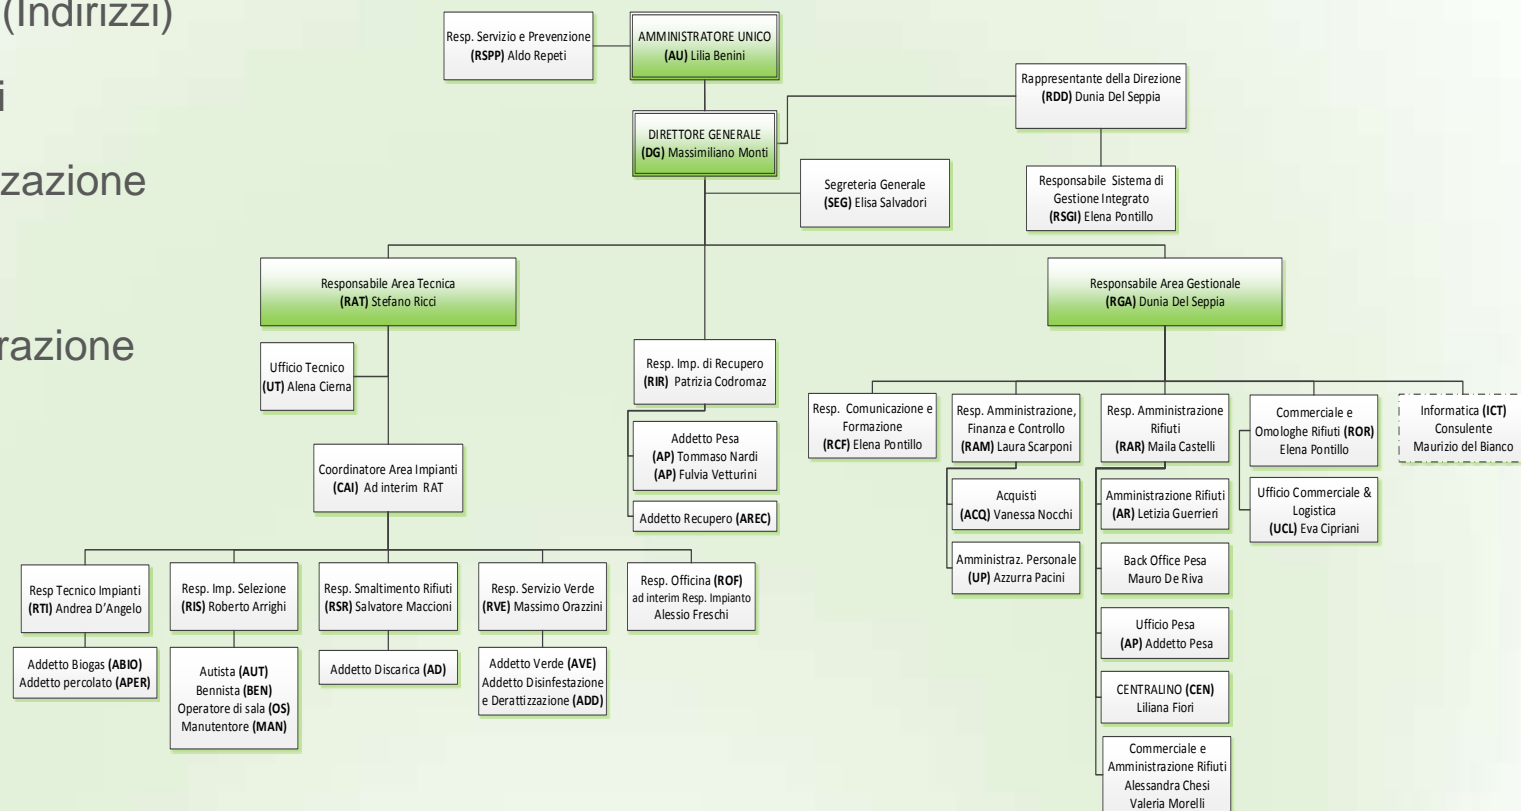 (Indirizzi)
Resp. Servizio e Prevenzione
(RSPP) Aldo Repeti
AMMINISTRATORE UNICO
(AU) Lilia Benini
Rappresentante della Direzione
(RDD) Dunia Del Seppia
DIRETTORE GENERALE
(DG) Massimiliano Monti
Segreteria Generale
(SEG) Elisa Salvadori
Responsabile Sistema di
Gestione Integrato
(RSGI) Elena Pontillo
i
zazione
razione
Responsabile Area Tecnica
(RAT) Stefano Ricci
Responsabile Area Gestionale
(RGA) Dunia Del Seppia
Ufficio Tecnico
(UT) Alena Cierna
Resp. Imp. di Recupero
(RIR) Patrizia Codromaz
Addetto Pesa
(AP) Tommaso Nardi
(AP) Fulvia Vetturini
Addetto Recupero (AREC)
Coordinatore Area Impianti
(CAI) Ad interim RAT
Resp. Comunicazione e
Formazione
(RCF) Elena Pontillo
Resp. Amministrazione,
Finanza e Controllo
(RAM) Laura Scarponi
Acquisti
(ACQ) Vanessa Nocchi
Amministraz. Personale
(UP) Azzurra Pacini
Resp. Amministrazione
Rifiuti
(RAR) Maila Castelli
Amministrazione Rifiuti
(AR) Letizia Guerrieri
Back Office Pesa
Mauro De Riva
Ufficio Pesa
(AP) Addetto Pesa
CENTRALINO (CEN)
Liliana Fiori
Commerciale e
Amministrazione Rifiuti
Alessandra Chesi
Valeria Morelli
Commerciale e
Omologhe Rifiuti (ROR)
Elena Pontillo
Ufficio Commerciale &
Logistica
(UCL) Eva Cipriani
Informatica (ICT)
Consulente
Maurizio del Bianco
Resp Tecnico Impianti
(RTI) Andrea D'Angelo
Addetto Biogas (ABIO)
Addetto percolato (APER)
Resp. Imp. Selezione
(RIS) Roberto Arrighi
Autista (AUT)
Bennista (BEN)
Operatore di sala (OS)
Manutentore (MAN)
Resp. Smaltimento Rifiuti
(RSR) Salvatore Maccioni
Addetto Discarica (AD)
Resp. Servizio Verde
(RVE) Massimo Orazzini
Addetto Verde (AVE)
Addetto Disinfestazione
e Derattizzazione (ADD)
Resp. Officina (ROF)
ad interim Resp. Impianto
Alessio Freschi